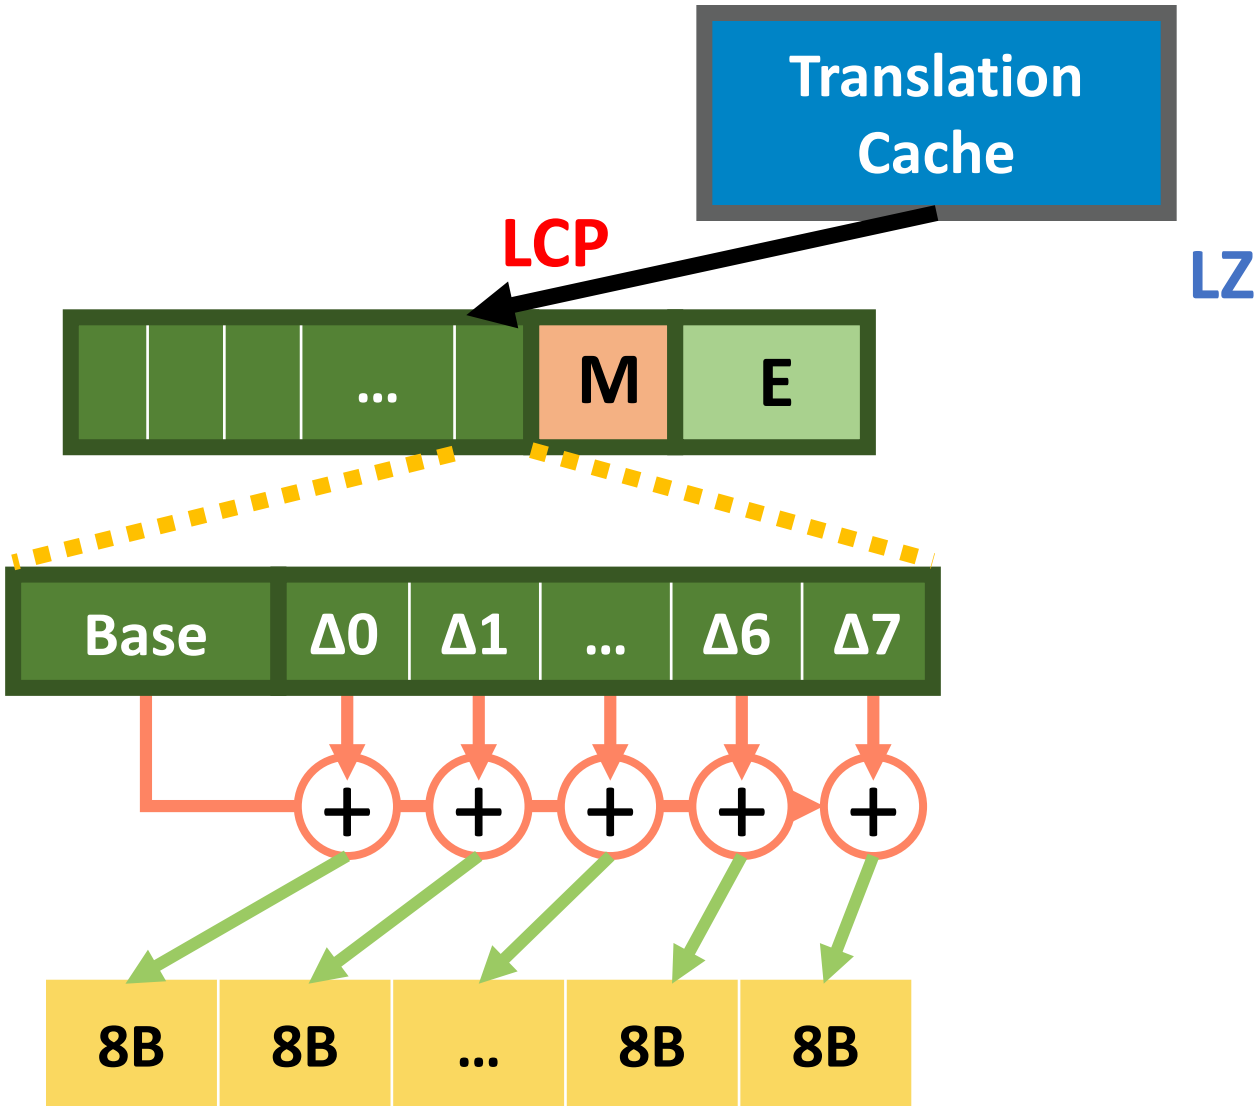 Translation
Cache
LCP
LZ
... M E
Base Δ0 Δ1 ... Δ6 Δ7
+ + + + +
8B 8B ... 8B 8B